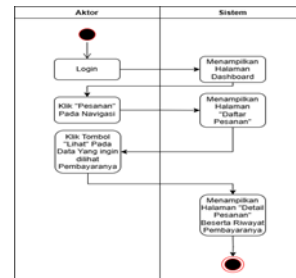 Aktor
Sistem
Login
Menampilkan
Halaman
Dashboard
Klik "Pesanan"
Pada Navigasi
Menampilkan
Halaman
"Daftar
Pesanan"
Klik Tombol
"Lihat" Pada
Data Yang ingin
dilihat
Pembayaranya
Menampilkan
Halaman "Detail
Pesanan"
Beserta Riwayat
Pembayaranya